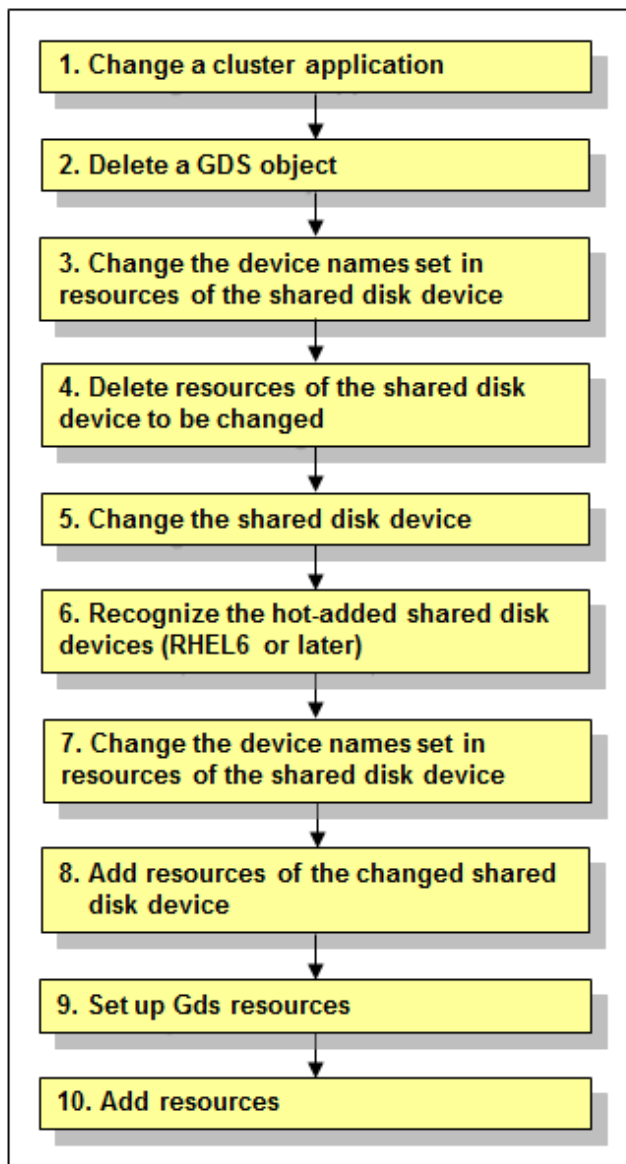 1. Change a cluster application
2. Delete a GDS object
3. Change the device names set in
resources of the shared disk device
4. Delete resources of the shared disk
device to be changed
5. Change the shared disk device
6. Recognize the hot-added shared disk
devices (RHEL6 or later)
7. Change the device names set in
resources of the shared disk device
8. Add resources of the changed shared
disk device
9. Set up Gds resources
10. Add resources